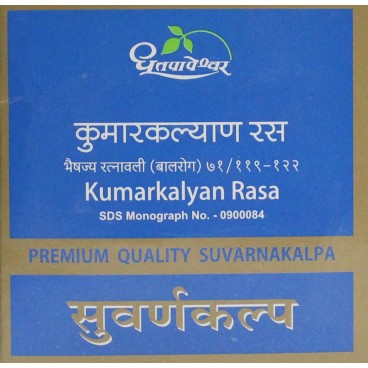 धूतपापेश्वर
कुमारकल्याण रस
भैषज्य रत्नावली (बालरोग) ७१/११९-१२२
Kumarkalyan Rasa
SDS Monograph No. - 0900084
PREMIUM QUALITY SUVARNAKALPA
सुवर्णकल्प